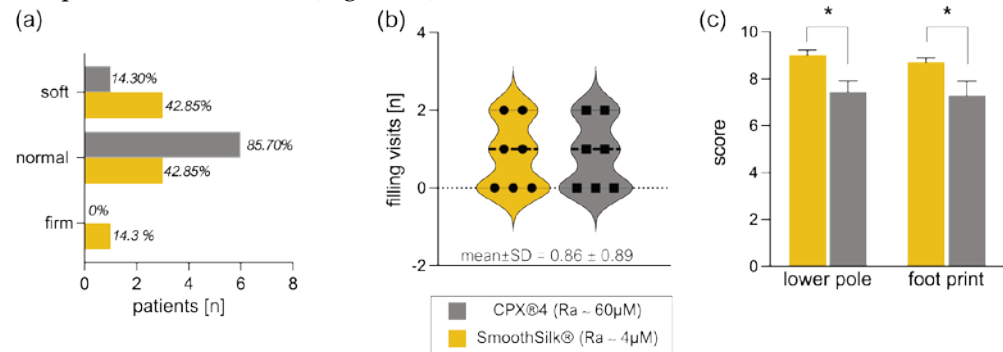 (a)
soft
normal
firm
14.30%
42.85%
85.70%
42.85%
0%
14.3 %
0 2 4 6 8
patients [n]
(b)
filling visits [n]
4
2
0
-2
mean±SD = 0.86 ± 0.89
CPX®4 (Ra ~ 60µM)
SmoothSilk® (Ra ~ 4µM)
(c)
score
10
8
6
4
2
0
* *
lower pole foot print